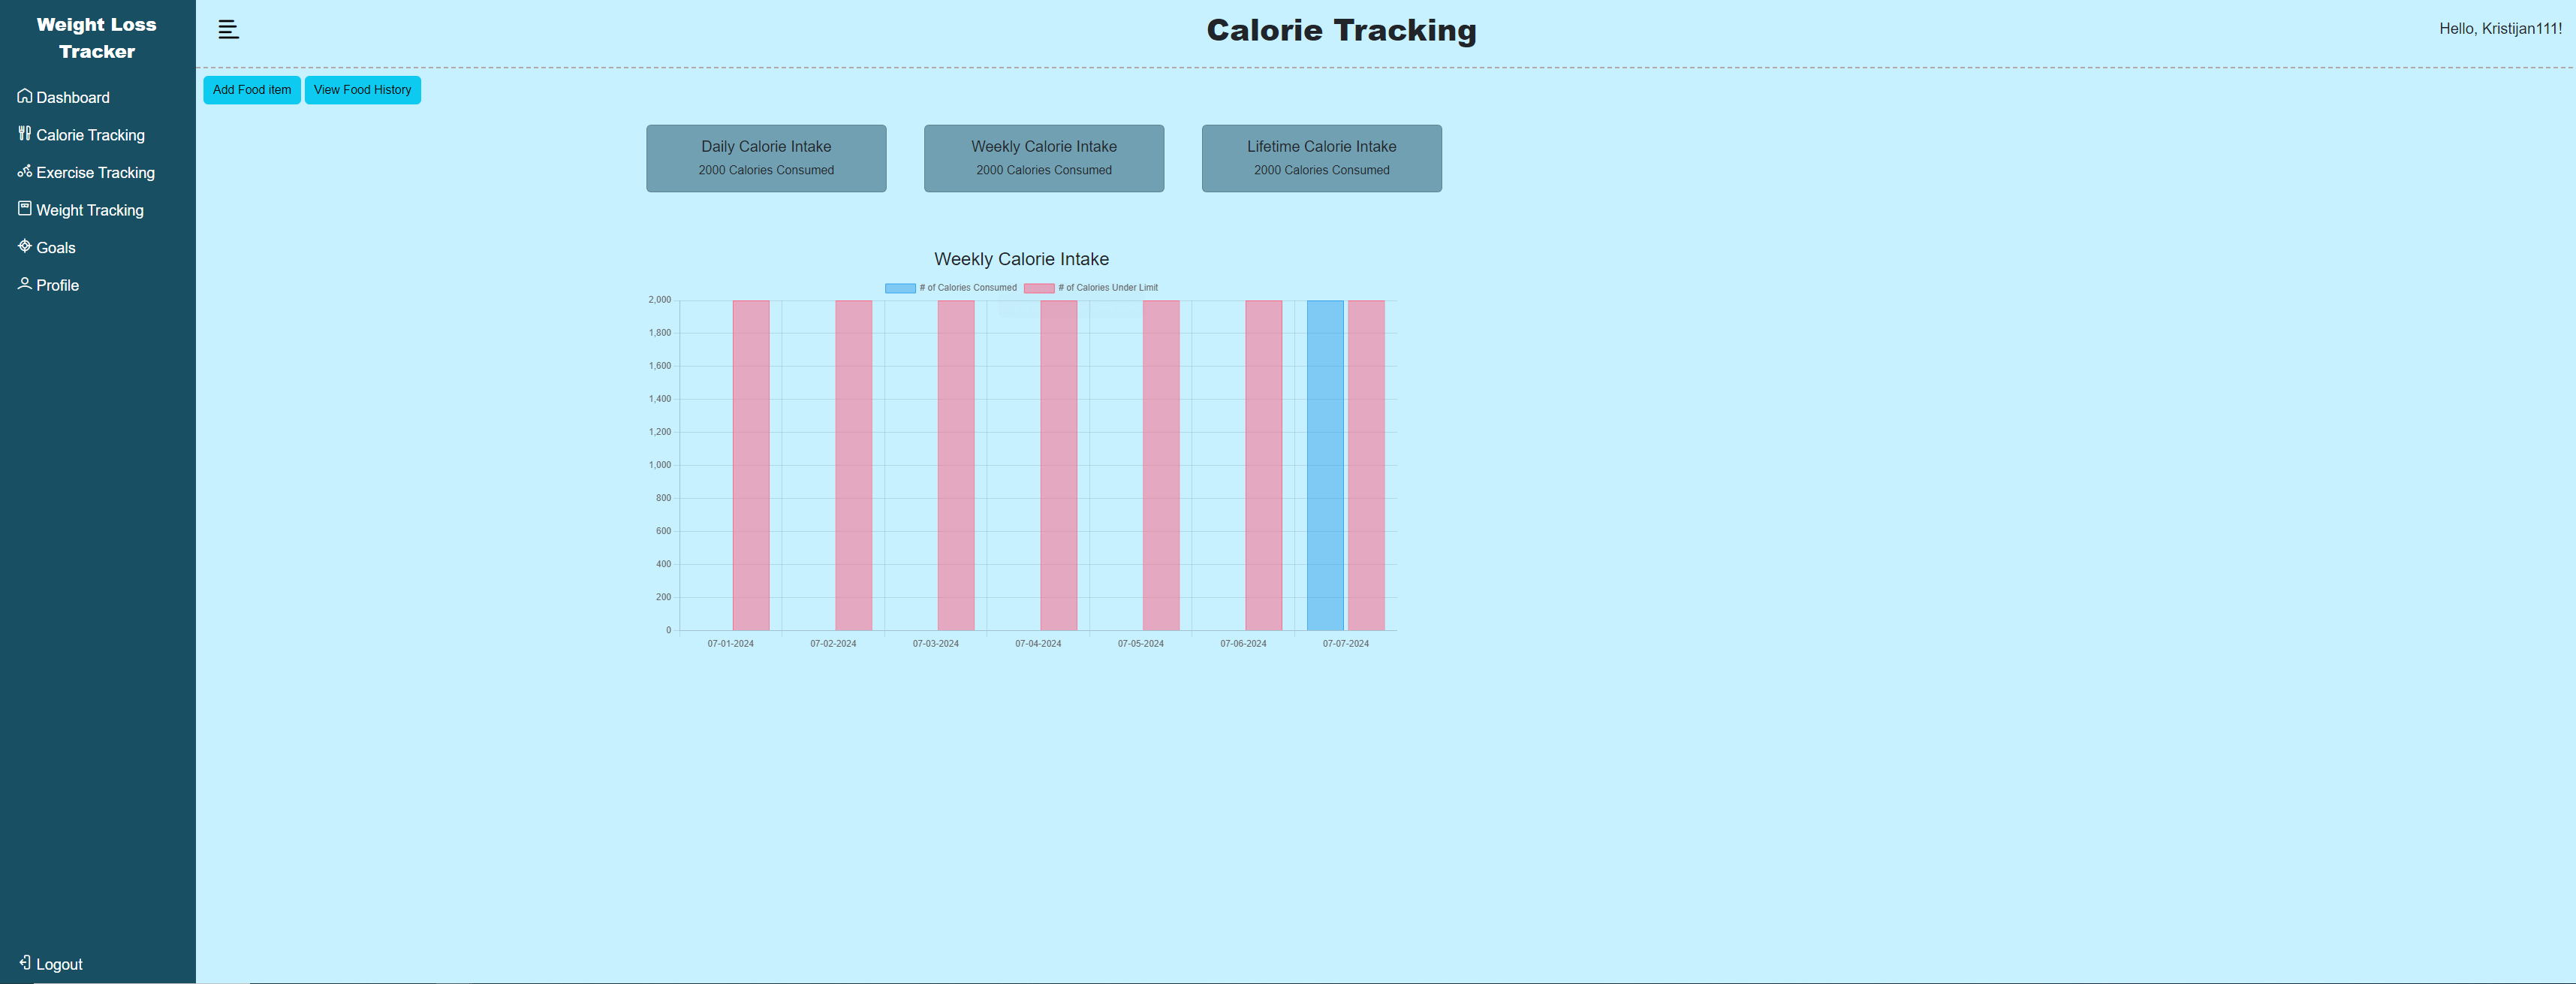 Weight Loss
Tracker
Dashboard
Calorie Tracking
Exercise Tracking
Weight Tracking
Goals
Profile
Logout
Calorie Tracking
Hello, Kristijan111!
Add Food item
View Food History
Daily Calorie Intake
2000 Calories Consumed
Weekly Calorie Intake
2000 Calories Consumed
Lifetime Calorie Intake
2000 Calories Consumed
Weekly Calorie Intake
# of Calories Consumed
# of Calories Under Limit
2,000
1,800
1,600
1,400
1,200
1,000
800
600
400
200
0
07-01-2024
07-02-2024
07-03-2024
07-04-2024
07-05-2024
07-06-2024
07-07-2024